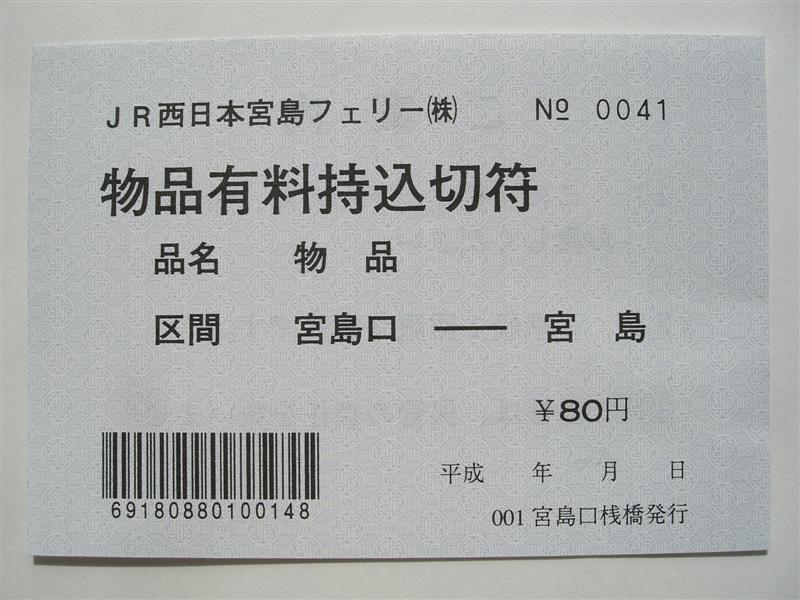 JR西日本宮島フェリー㈱ № 0041
物品有料持込切符
品名 物 品
区間 宮島口 ―― 宮 島
¥80円
平成 年 月 日
69180880100148
001 宮島口桟橋発行